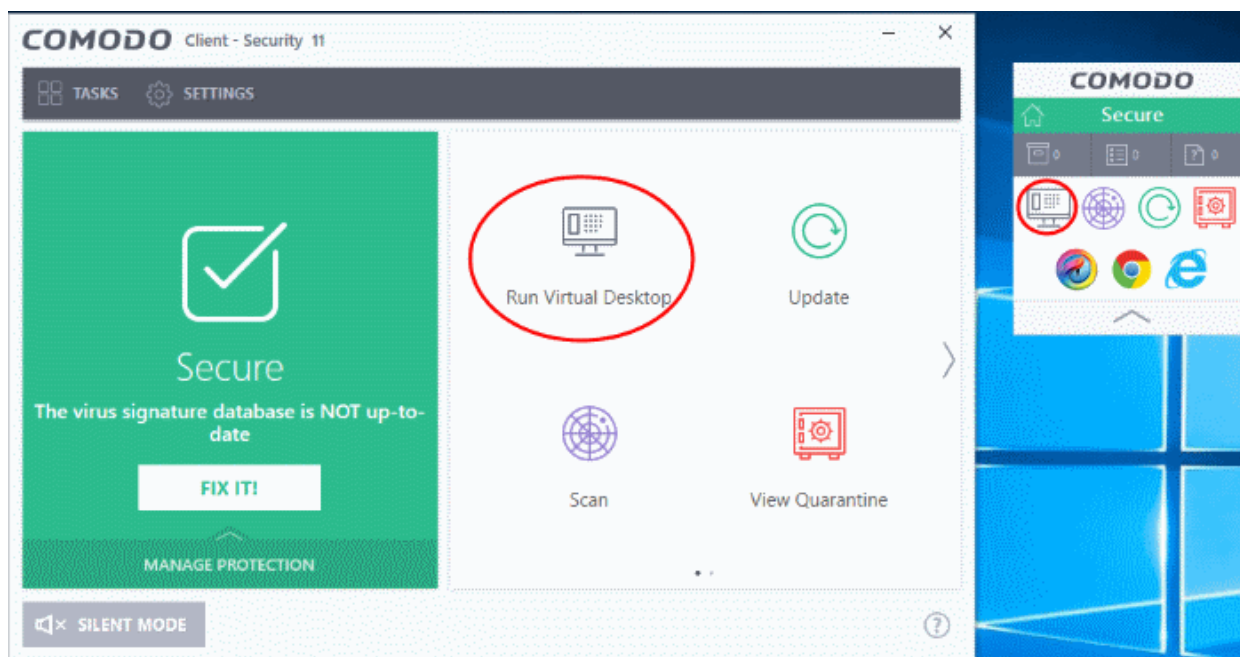 COMODO Client - Security 11
TASKS SETTINGS
Secure
The virus signature database is NOT up-to-
date
FIX IT!
MANAGE PROTECTION
Run Virtual Desktop
Update
Scan
View Quarantine
SILENT MODE
?
COMODO
Secure
0 0 ? 0